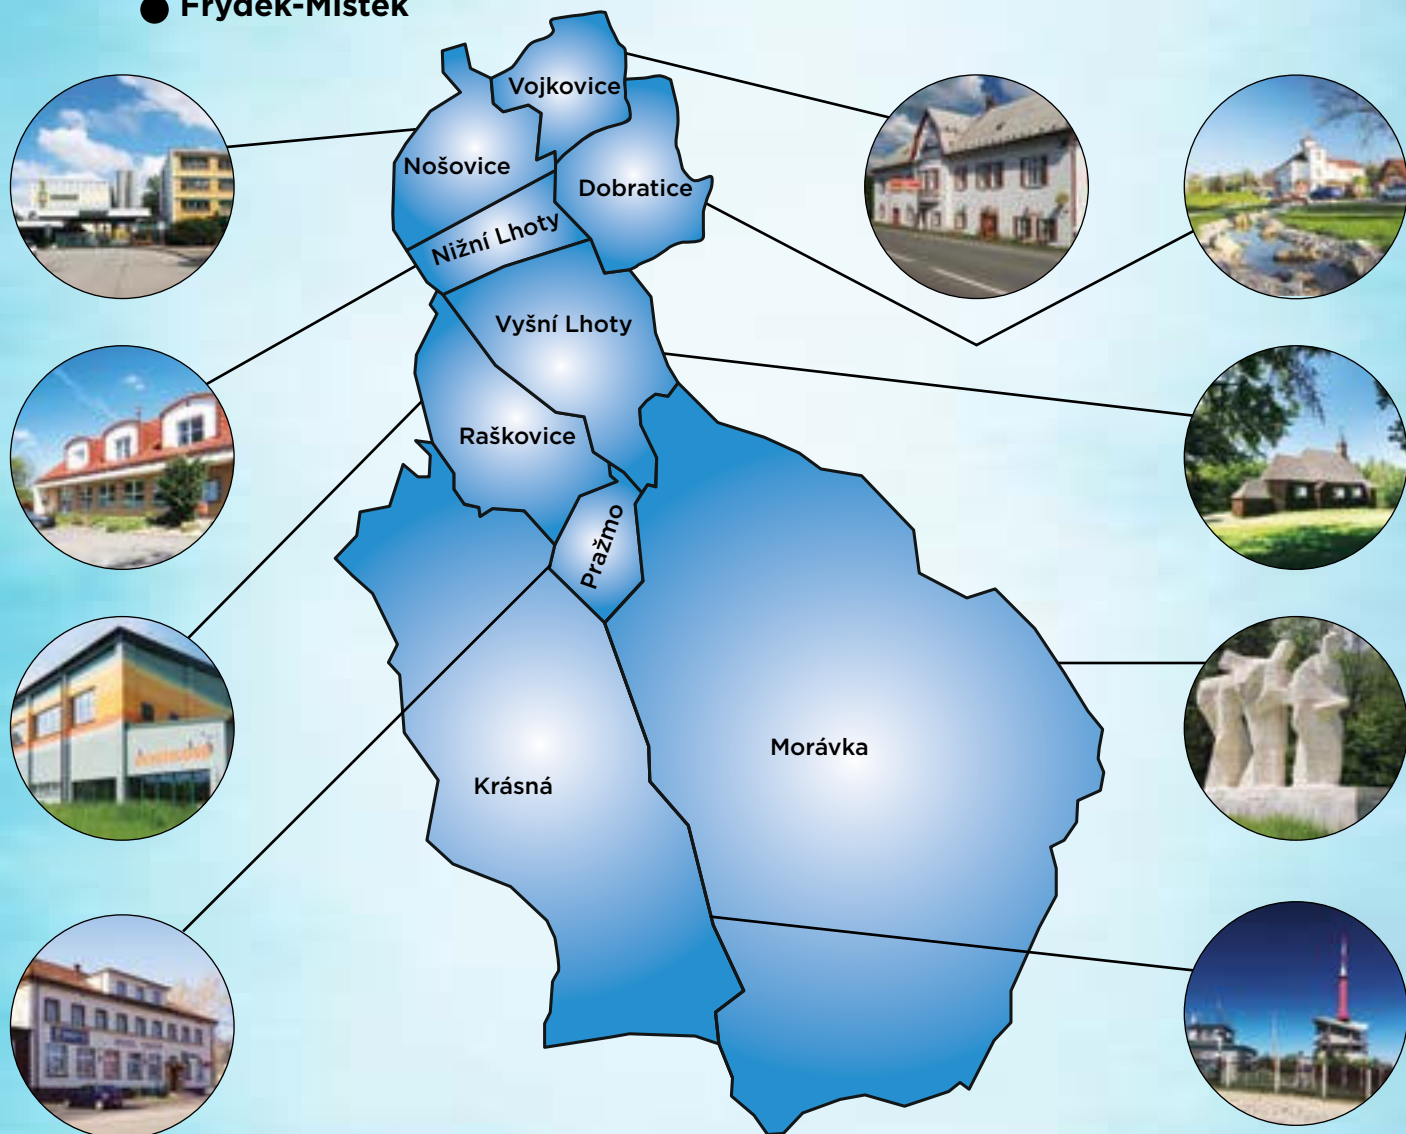 Frýdek-Místek
Vojkovice
Nošovice
Dobratice
Nižní Lhoty
Vyšní Lhoty
Raškovice
Pražmo
Morávka
Krásná